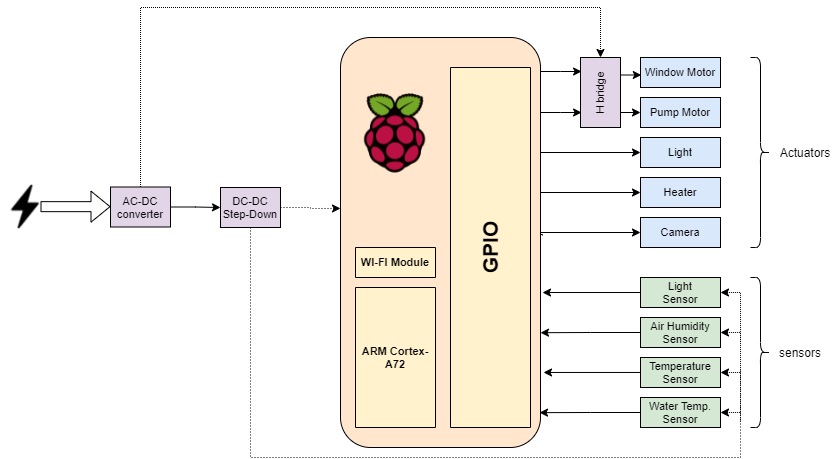 AC-DC
converter
DC-DC
Step-Down
WI-FI Module
ARM Cortex-
A72
GPIO
H bridge
Window Motor
Pump Motor
Light
Heater
Camera
Actuators
Light
Sensor
Air Humidity
Sensor
Temperature
Sensor
Water Temp.
Sensor
sensors